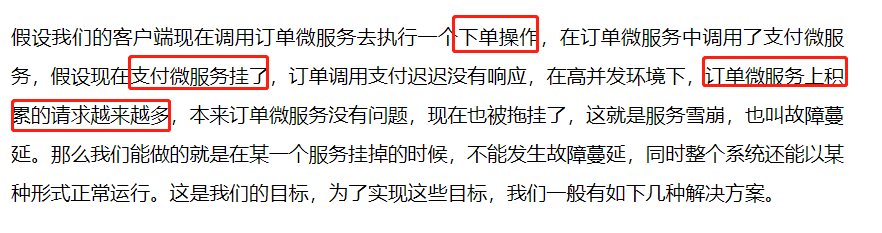 假设我们的客户端现在调用订单微服务去执行一个下单操作，在订单微服务中调用了支付微服
务，假设现在支付微服务挂了，订单调用支付迟迟没有响应，在高并发环境下，订单微服务上积
累的请求越来越多，本来订单微服务没有问题，现在也被拖挂了，这就是服务雪崩，也叫故障蔓
延。那么我们能做的就是在某一个服务挂掉的时候，不能发生故障蔓延，同时整个系统还能以某
种形式正常运行。这是我们的目标，为了实现这些目标，我们一般有如下几种解决方案。